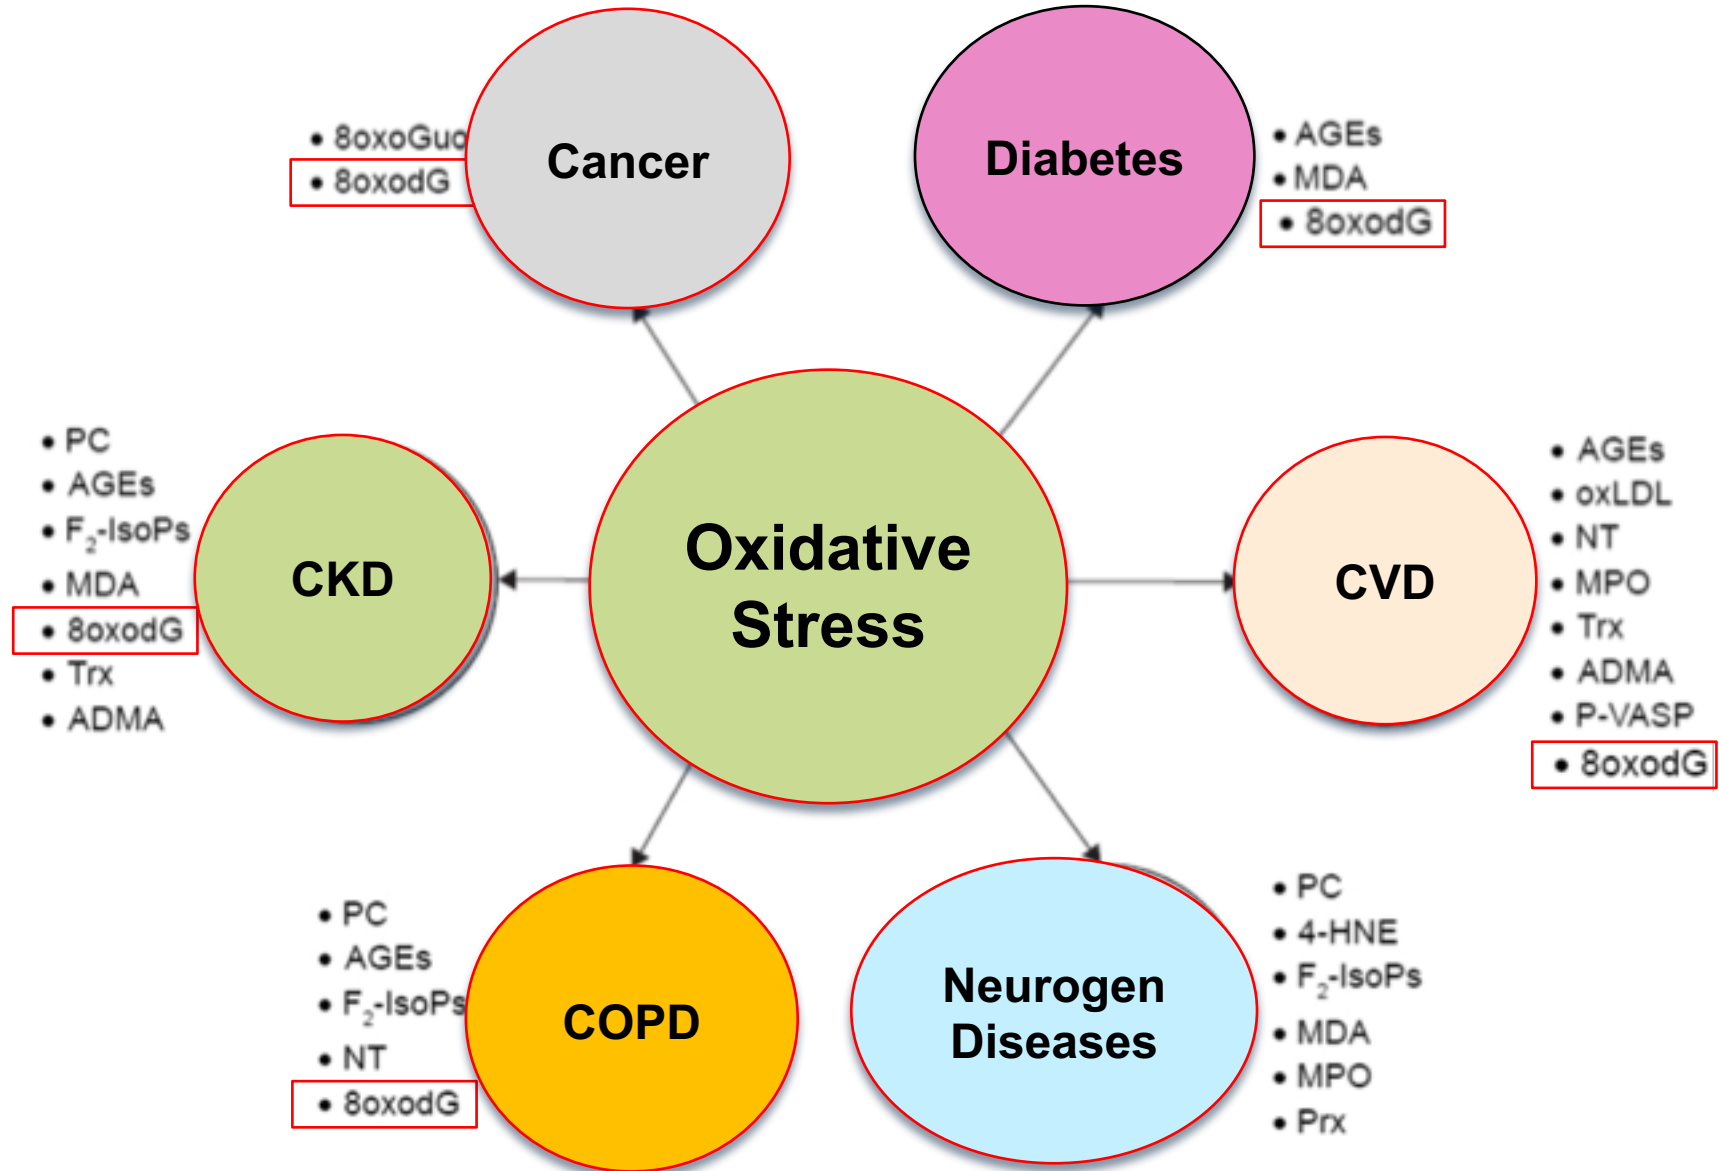 • 8oxoGuo
• 8oxodG
Cancer
Diabetes
• AGEs
• MDA
• 8oxodG
• PC
• AGEs
• F₂-IsoPs
• MDA
• 8oxodG
• Trx
• ADMA
CKD
Oxidative
Stress
CVD
• AGEs
• oxLDL
• NT
• MPO
• Trx
• ADMA
• P-VASP
• 8oxodG
• PC
• AGEs
• F₂-IsoPs
• NT
• 8oxodG
COPD
Neurogen
Diseases
• PC
• 4-HNE
• F₂-IsoPs
• MDA
• MPO
• Prx